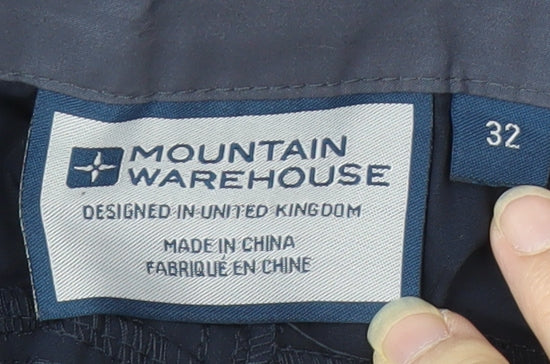 MOUNTAIN
WAREHOUSE
DESIGNED IN UNITED KINGDOM
MADE IN CHINA
FABRIQUÉ EN CHINE
32